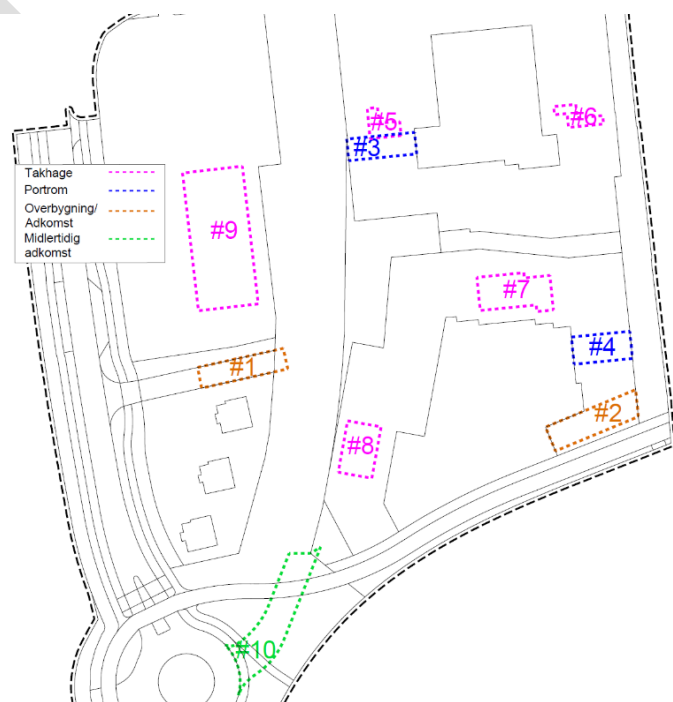 #5
#6
#3
Takhage
Portrom
Overbygning/
Adkomst
Midlertidig
adkomst
#9
#7
#4
#1
#2
#8
#10